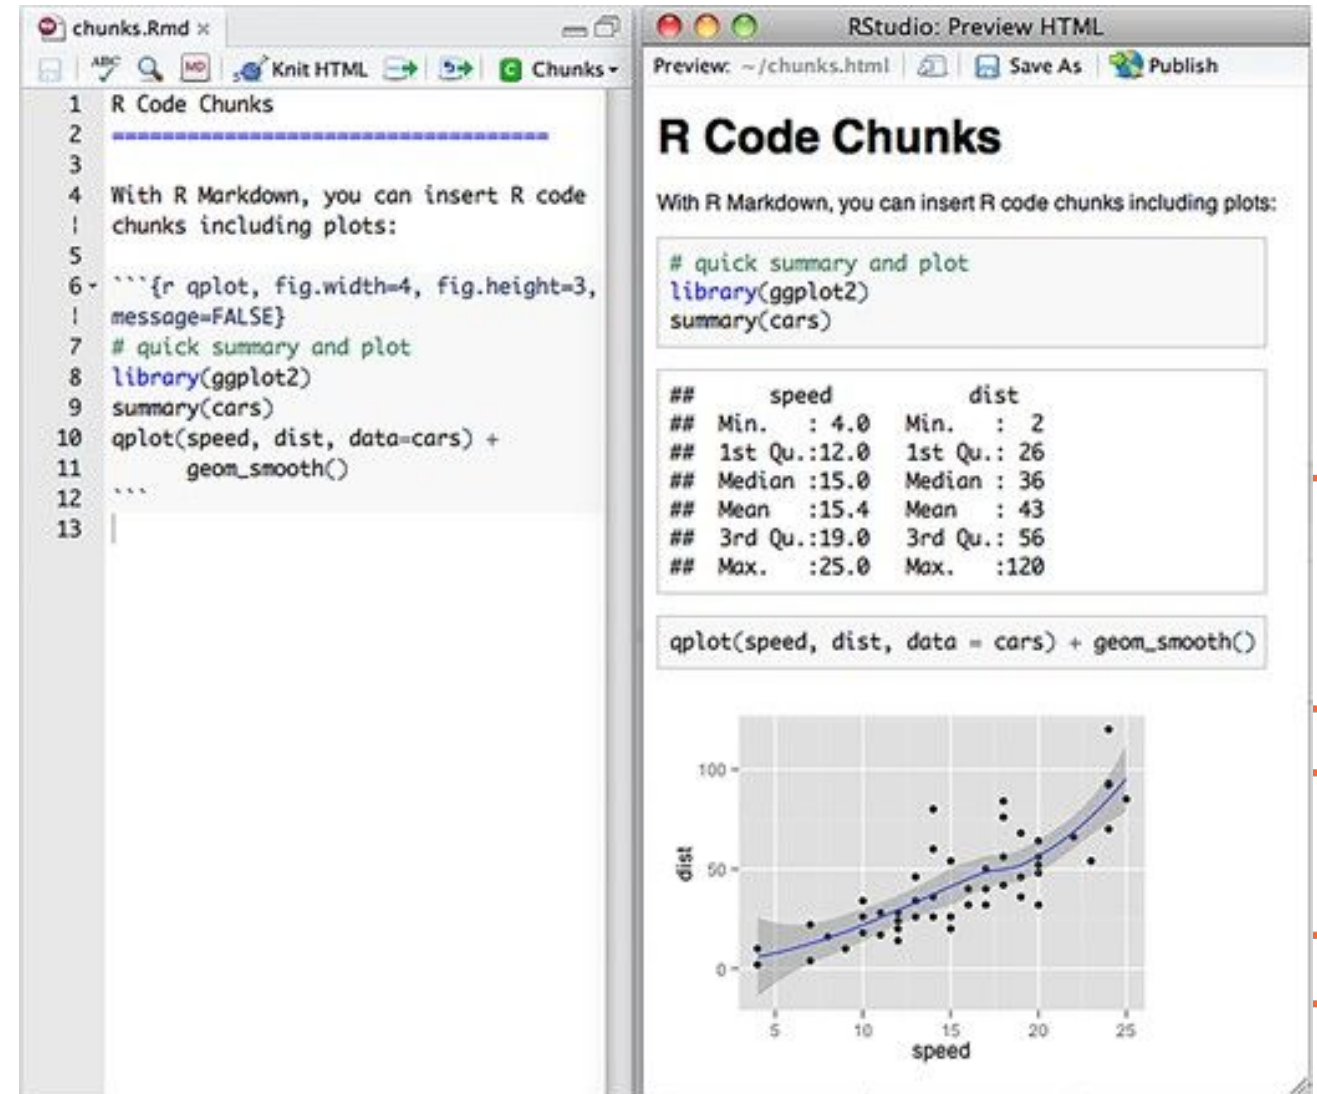 chunks.Rmd ×
ABC MD Knit HTML Chunks
1 R Code Chunks
2 ===================================
3
4 With R Markdown, you can insert R code
! chunks including plots:
5
6 ```{r qplot, fig.width=4, fig.height=3,
! message=FALSE}
7 # quick summary and plot
8 library(ggplot2)
9 summary(cars)
10 qplot(speed, dist, data=cars) +
11       geom_smooth()
12 ```
13
RStudio: Preview HTML
Preview: ~/chunks.html Save As Publish
R Code Chunks
With R Markdown, you can insert R code chunks including plots:
# quick summary and plot
library(ggplot2)
summary(cars)
##      speed           dist
##  Min.   : 4.0   Min.   :  2
##  1st Qu.:12.0   1st Qu.: 26
##  Median :15.0   Median : 36
##  Mean   :15.4   Mean   : 43
##  3rd Qu.:19.0   3rd Qu.: 56
##  Max.   :25.0   Max.   :120
qplot(speed, dist, data = cars) + geom_smooth()
100
50
0
dist
5 10 15 20 25
speed